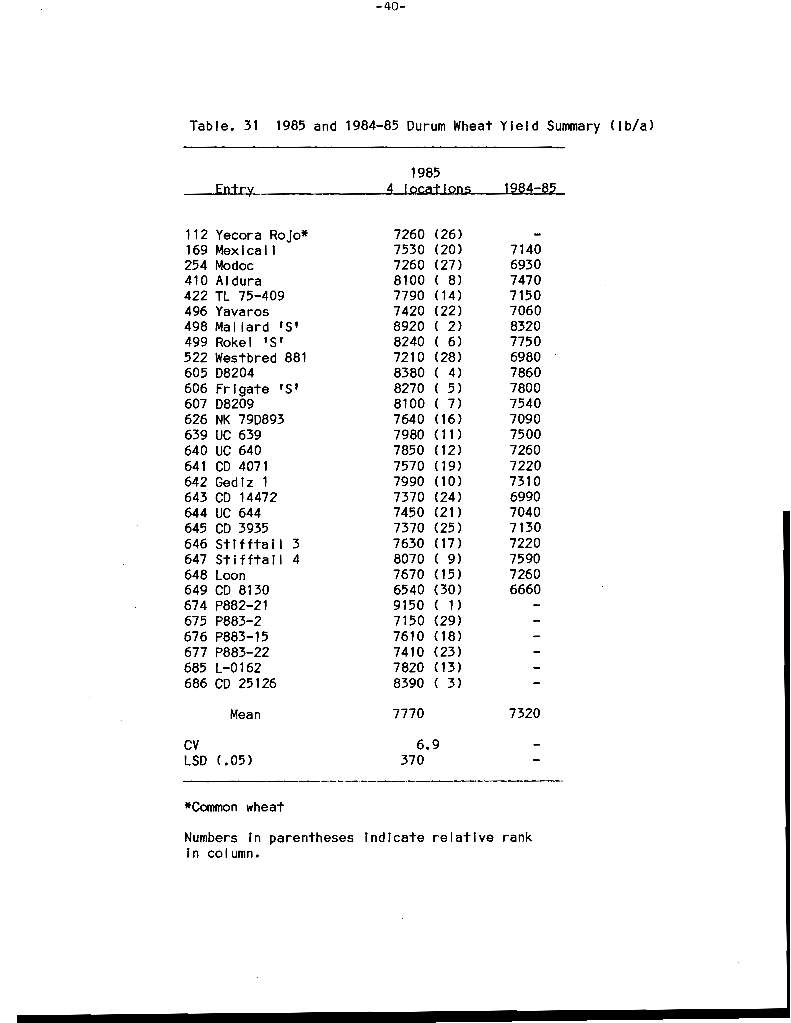 -40-
Table. 31 1985 and 1984-85 Durum Wheat Yield Summary (lb/a)
1985
Entry 4 locations 1984-85
112 Yecora Rojo* 7260 (26) -
169 Mexicali 7530 (20) 7140
254 Modoc 7260 (27) 6930
410 Aldura 8100 ( 8) 7470
422 TL 75-409 7790 (14) 7150
496 Yavaros 7420 (22) 7060
498 Mallard 'S' 8920 ( 2) 8320
499 Rokel 'S' 8240 ( 6) 7750
522 Westbred 881 7210 (28) 6980
605 D8204 8380 ( 4) 7860
606 Frigate 'S' 8270 ( 5) 7800
607 D8209 8100 ( 7) 7540
626 NK 79D893 7640 (16) 7090
639 UC 639 7980 (11) 7500
640 UC 640 7850 (12) 7260
641 CD 4071 7570 (19) 7220
642 Gediz 1 7990 (10) 7310
643 CD 14472 7370 (24) 6990
644 UC 644 7450 (21) 7040
645 CD 3935 7370 (25) 7130
646 Stifftail 3 7630 (17) 7220
647 Stifftail 4 8070 ( 9) 7590
648 Loon 7670 (15) 7260
649 CD 8130 6540 (30) 6660
674 P882-21 9150 ( 1) -
675 P883-2 7150 (29) -
676 P883-15 7610 (18) -
677 P883-22 7410 (23) -
685 L-0162 7820 (13) -
686 CD 25126 8390 ( 3) -
Mean 7770 7320
CV 6.9 -
LSD (.05) 370 -
*Common wheat
Numbers in parentheses indicate relative rank
in column.